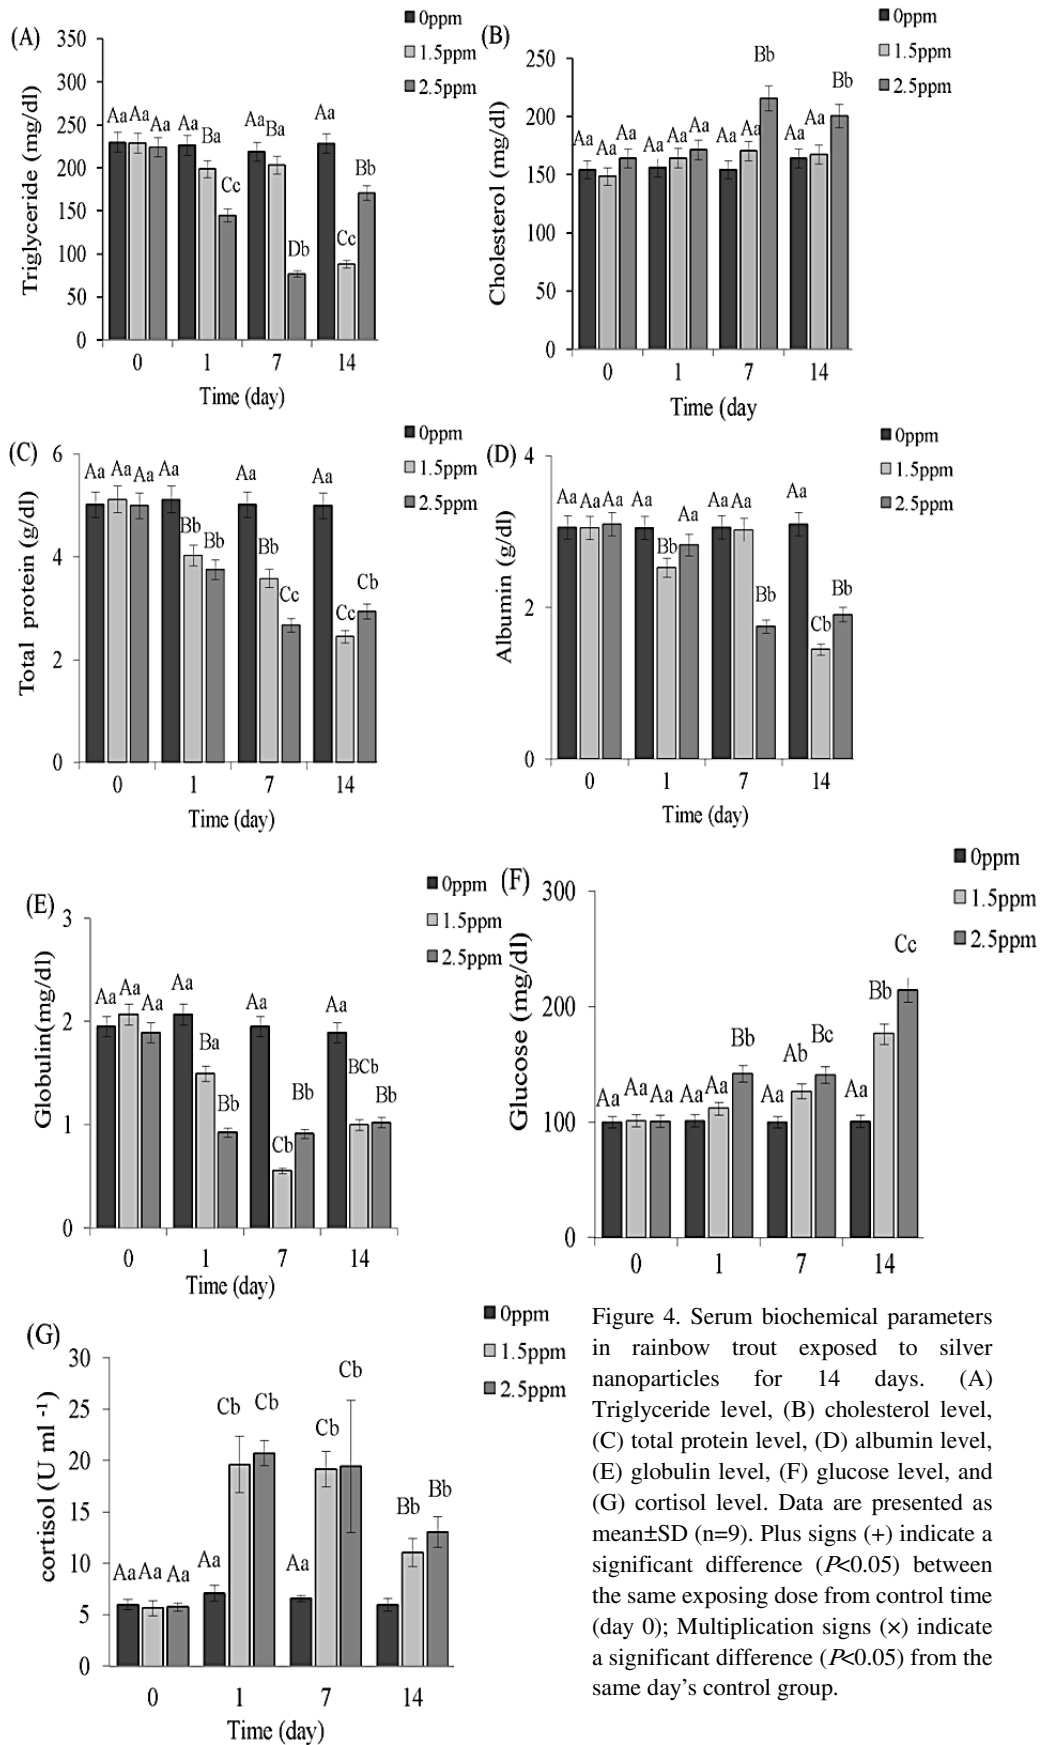 (A)
0ppm
1.5ppm
2.5ppm
Triglyceride (mg/dl)
350
300
250
200
150
100
50
0
Aa Aa Aa Aa Ba Cc Aa Ba Db Aa Cc Bb
0 1 7 14
Time (day)
(B)
0ppm
1.5ppm
2.5ppm
Cholesterol (mg/dl)
250
200
150
100
50
0
Aa Aa Aa Aa Aa Aa Aa Aa Bb Aa Aa Bb
0 1 7 14
Time (day
(C)
0ppm
1.5ppm
2.5ppm
Total protein (g/dl)
6
4
2
0
Aa Aa Aa Aa Bb Bb Aa Bb Cc Aa Cc Cb
0 1 7 14
Time (day)
(D)
0ppm
1.5ppm
2.5ppm
Albumin (g/dl)
4
2
0
Aa Aa Aa Aa Bb Aa Aa Aa Bb Aa Cb Bb
0 1 7 14
Time (day)
(E)
0ppm
1.5ppm
2.5ppm
Globulin(mg/dl)
3
2
1
0
Aa Aa Aa Aa Ba Bb Aa Cb Bb Aa BCb Bb
0 1 7 14
Time (day)
(F)
0ppm
1.5ppm
2.5ppm
Glucose (mg/dl)
300
200
100
0
Aa Aa Aa Aa Aa Bb Aa Ab Bc Aa Bb Cc
0 1 7 14
(G)
0ppm
1.5ppm
2.5ppm
cortisol (U ml -1)
30
25
20
15
10
5
0
Aa Aa Aa Aa Cb Cb Aa Cb Cb Bb Bb
0 1 7 14
Time (day)
Figure 4. Serum biochemical parameters
in rainbow trout exposed to silver
nanoparticles for 14 days. (A)
Triglyceride level, (B) cholesterol level,
(C) total protein level, (D) albumin level,
(E) globulin level, (F) glucose level, and
(G) cortisol level. Data are presented as
mean±SD (n=9). Plus signs (+) indicate a
significant difference (P<0.05) between
the same exposing dose from control time
(day 0); Multiplication signs (×) indicate
a significant difference (P<0.05) from the
same day's control group.